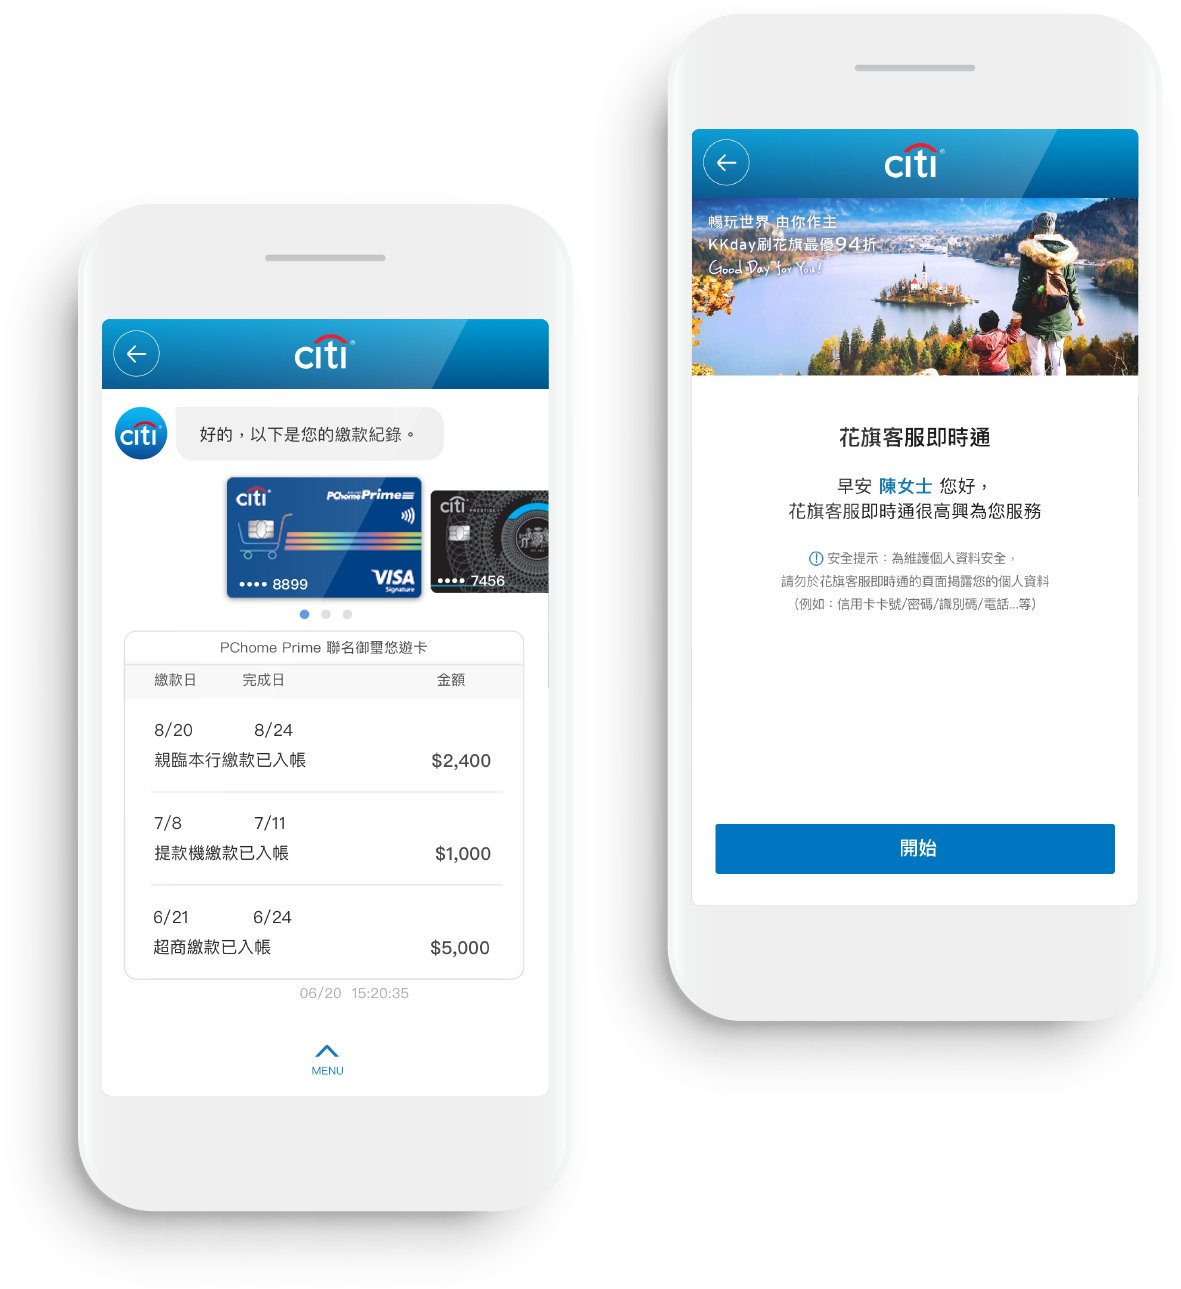 citi
好的，以下是您的繳款紀錄。
citi
citi
PChome Prime
•••• 8899
VISA
Signature
citi PRESTIGE
•••• 7456
PChome Prime 聯名御璽悠遊卡
繳款日 完成日 金額
8/20 8/24
親臨本行繳款已入帳 $2,400
7/8 7/11
提款機繳款已入帳 $1,000
6/21 6/24
超商繳款已入帳 $5,000
06/20 15:20:35
MENU
citi
暢玩世界 由你作主
KKday刷花旗最優94折
Good Day for You!
花旗客服即時通
早安 陳女士 您好，
花旗客服即時通很高興為您服務
安全提示：為維護個人資料安全，
請勿於花旗客服即時通的頁面揭露您的個人資料
（例如：信用卡卡號/密碼/識別碼/電話...等）
開始